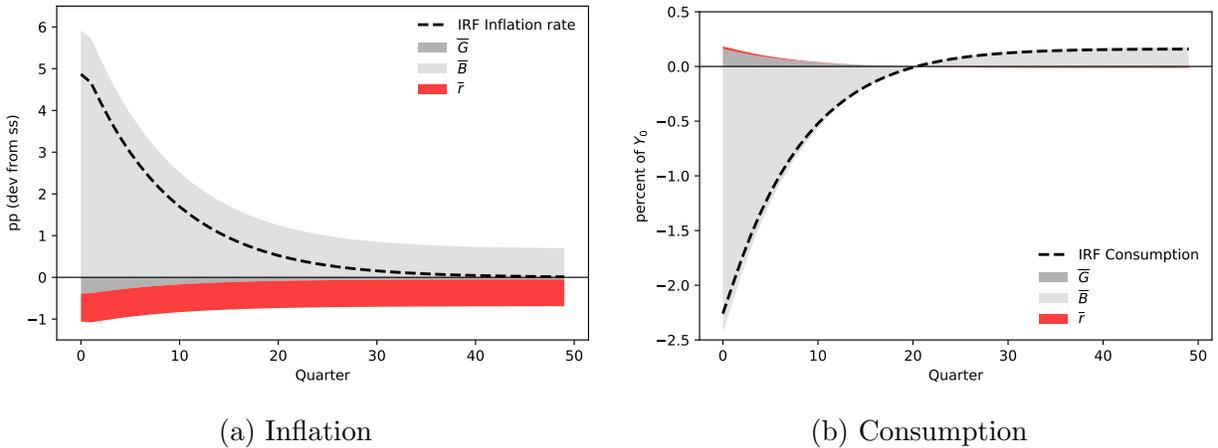 6
5
4
3
2
1
0
−1
pp (dev from ss)
0 10 20 30 40 50
Quarter
IRF Inflation rate
G̅
B̅
r̄
(a) Inflation
0.5
0.0
−0.5
−1.0
−1.5
−2.0
−2.5
percent of Y₀
0 10 20 30 40 50
Quarter
IRF Consumption
G̅
B̅
r̄
(b) Consumption